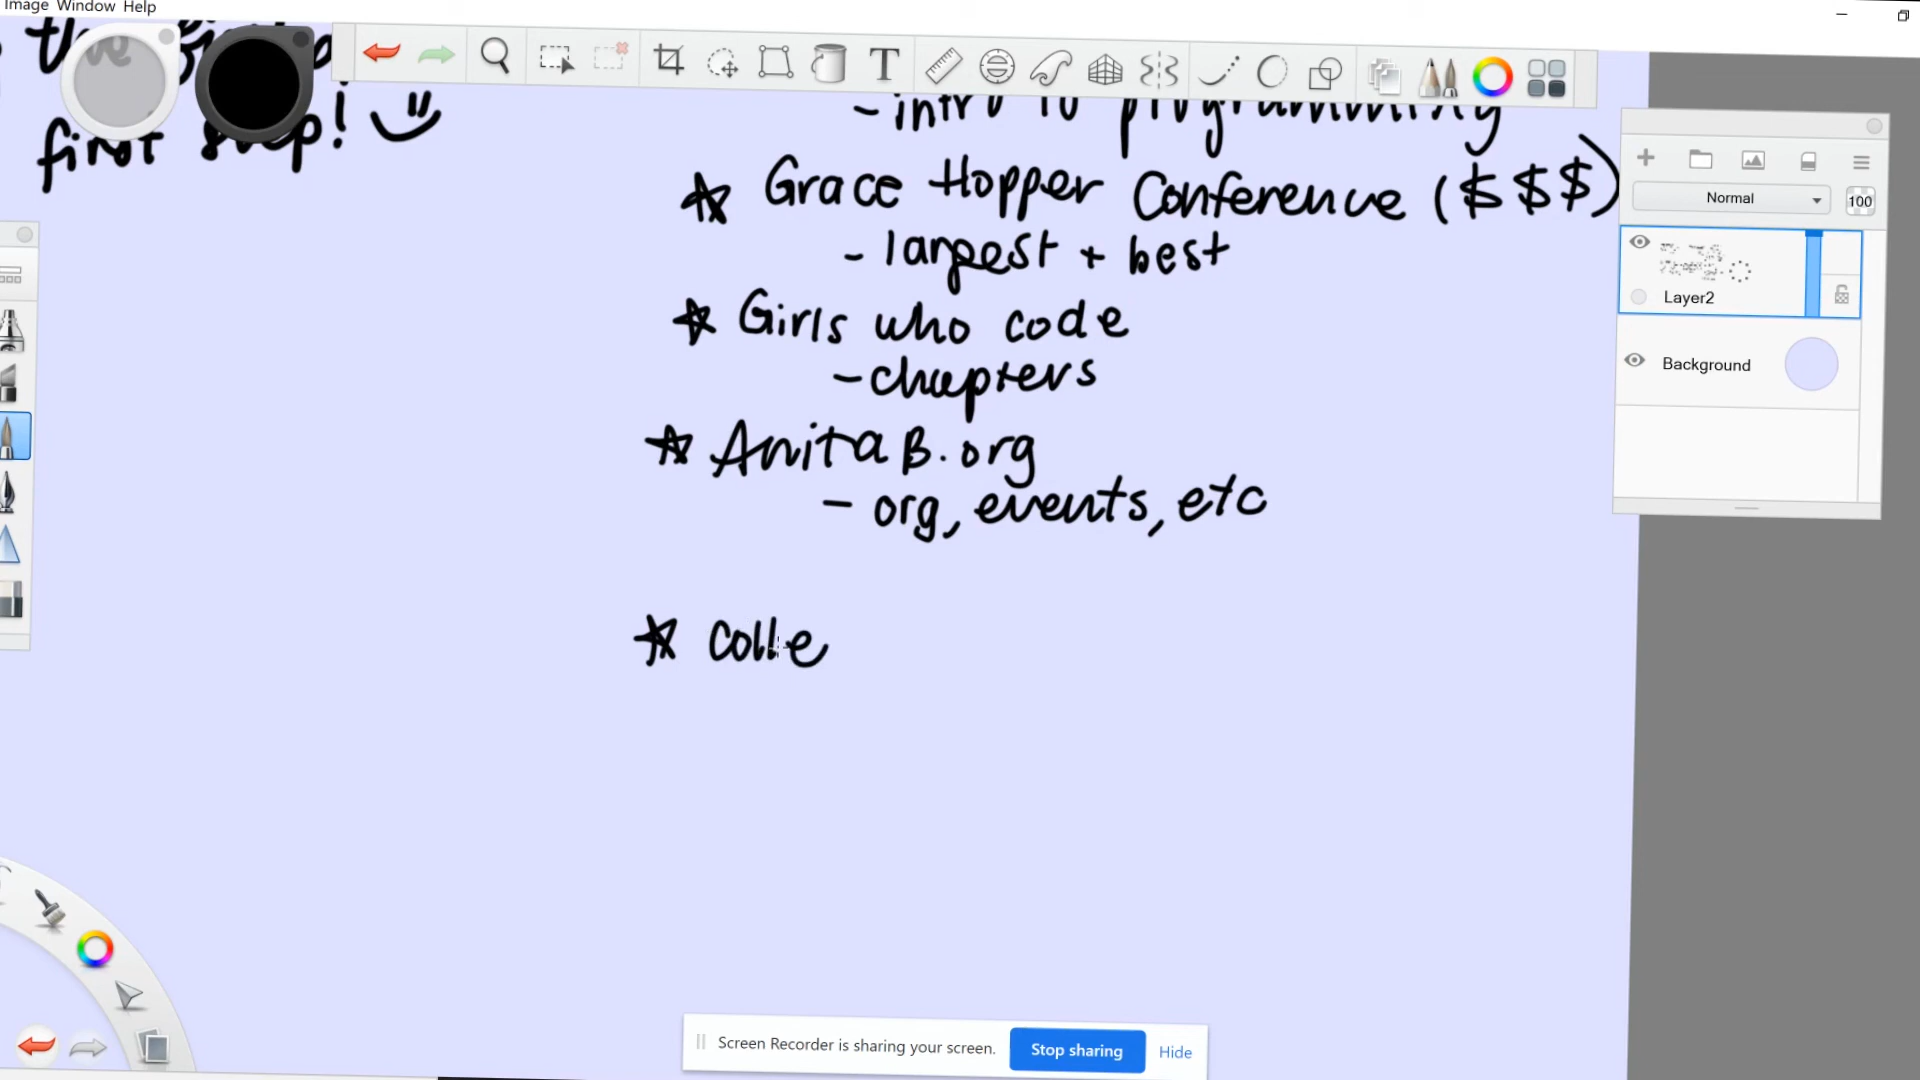 Image Window Help
first step!
- intro to programming
Grace Hopper Conference ($$$)
- largest + best
Girls who code
- chapters
AnitaB.org
- org, events, etc
colle
Normal
100
Layer2
Background
Screen Recorder is sharing your screen.
Stop sharing
Hide